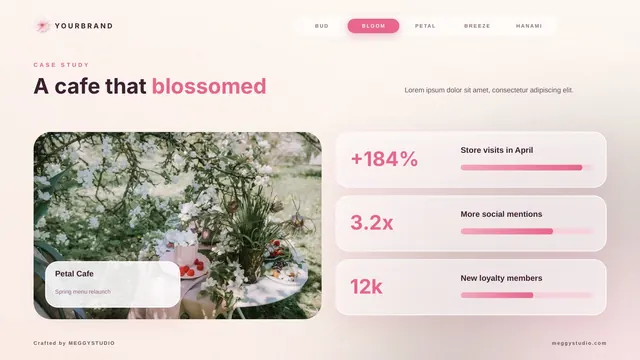 YOURBRAND
BUD
BLOOM
PETAL
BREEZE
HANAMI
CASE STUDY
A cafe that blossomed
Lorem ipsum dolor sit amet, consectetur adipiscing elit.
Petal Cafe
Spring menu relaunch
+184%
Store visits in April
3.2x
More social mentions
12k
New loyalty members
Crafted by MEGGYSTUDIO
meggystudio.com